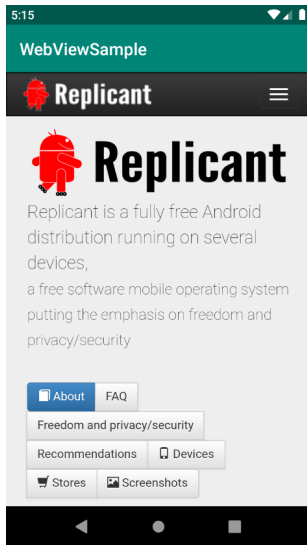 5:15
WebViewSample
Replicant
Replicant
Replicant is a fully free Android
distribution running on several
devices,
a free software mobile operating system
putting the emphasis on freedom and
privacy/security
About FAQ
Freedom and privacy/security
Recommendations Devices
Stores Screenshots